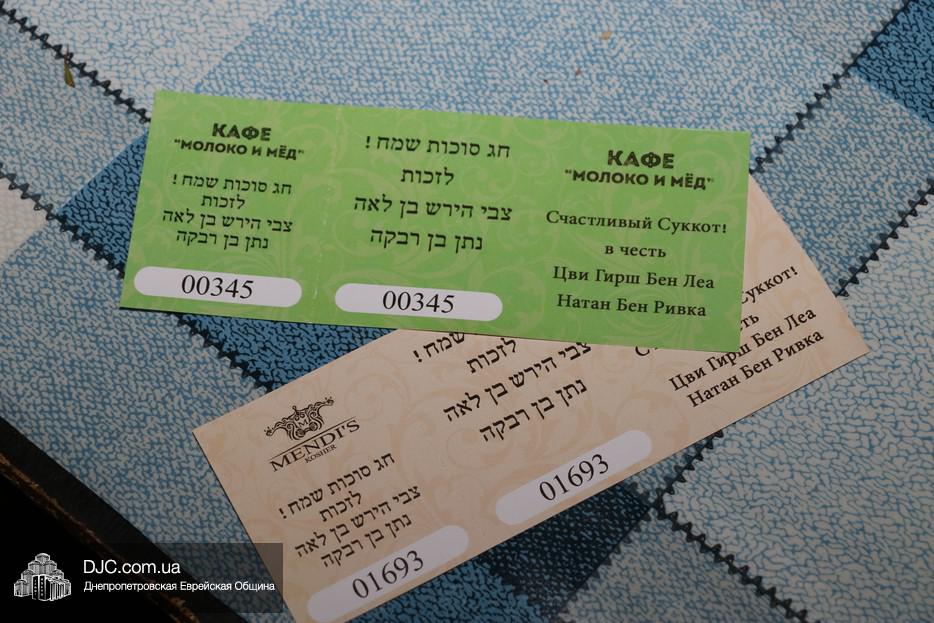 КАФЕ
"МОЛОКО И МЁД"
חג סוכות שמח !
לזכות
צבי הירש בן לאה
נתן בן רבקה
00345
חג סוכות שמח !
לזכות
צבי הירש בן לאה
נתן בן רבקה
00345
КАФЕ
"МОЛОКО И МЁД"
Счастливый Суккот!
в честь
Цви Гирш Бен Леа
Натан Бен Ривка
M
MENDI'S
KOSHER
חג סוכות שמח !
לזכות
צבי הירש בן לאה
נתן בן רבקה
01693
שמח !
לזכות
צבי הירש בן לאה
נתן בן רבקה
01693
Цви Гирш Бен Леа
Натан Бен Ривка
DJC.com.ua
Днепропетровская Еврейская Община